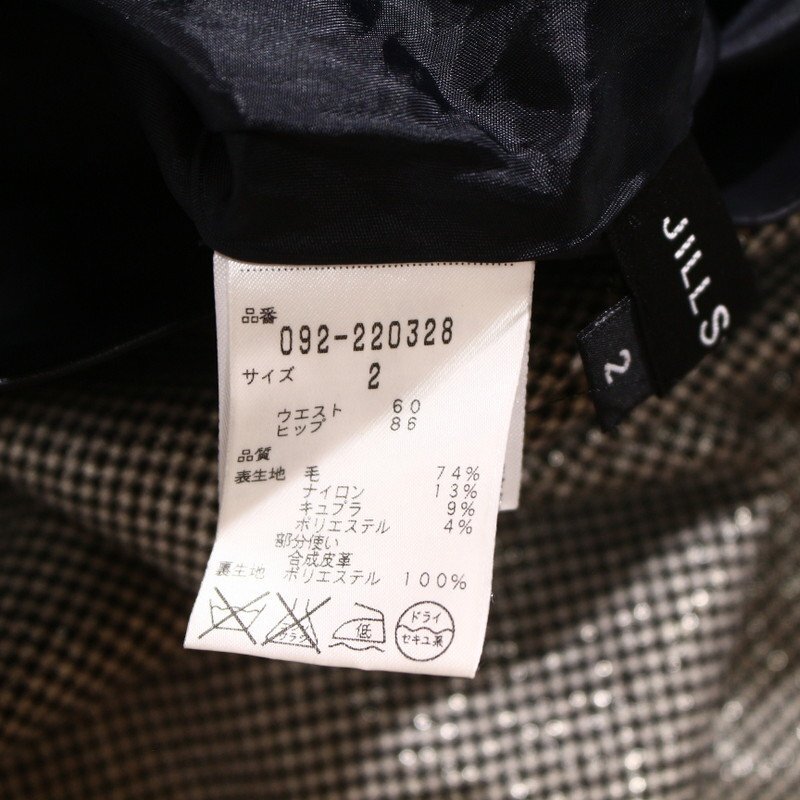 品番
092-220328
サイズ 2
ウエスト 60
ヒップ 86
品質
表生地 毛 74%
ナイロン 13%
キュプラ 9%
ポリエステル 4%
部分使い
合成皮革
裏生地 ポリエステル 100%
低
ドライ
セキユ系
JILLS
2